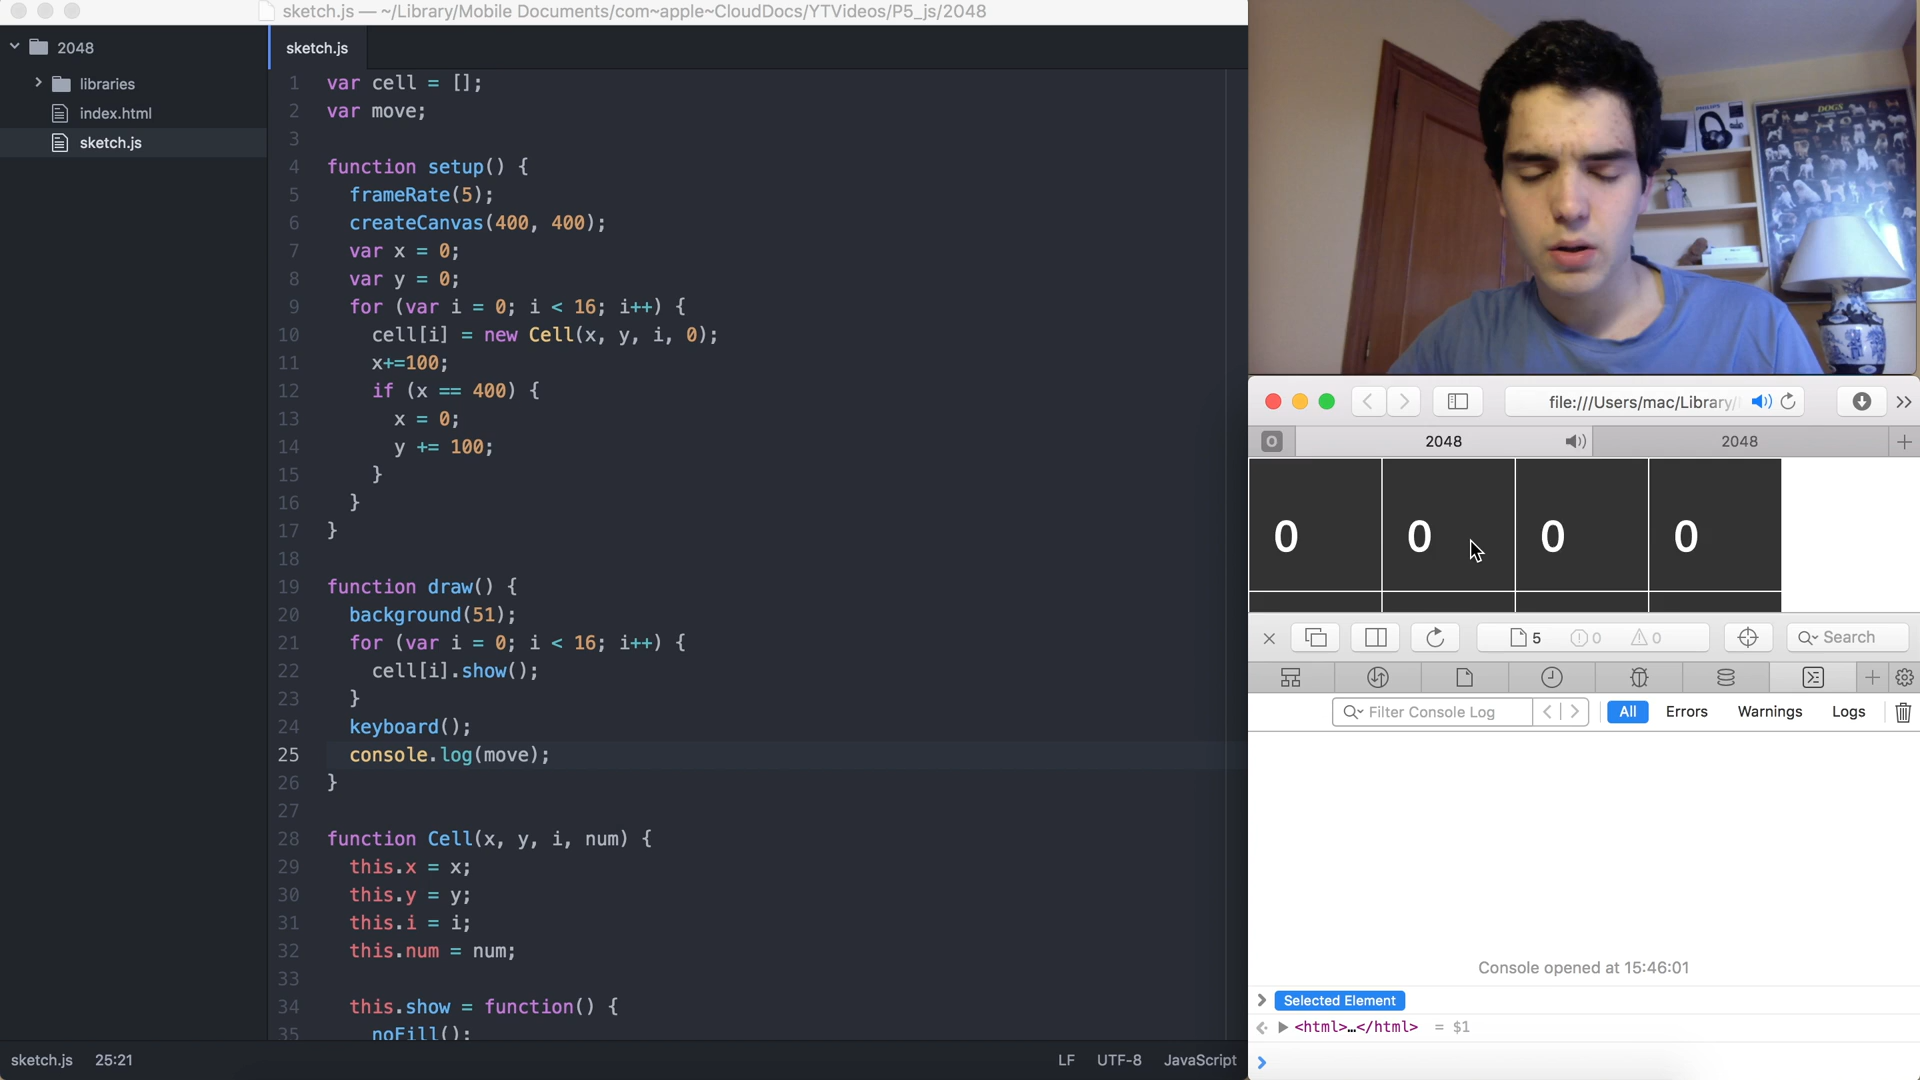 sketch.js — ~/Library/Mobile Documents/com~apple~CloudDocs/YTVideos/P5_js/2048
2048
libraries
index.html
sketch.js
sketch.js
1 var cell = [];
2 var move;
3
4 function setup() {
5 frameRate(5);
6 createCanvas(400, 400);
7 var x = 0;
8 var y = 0;
9 for (var i = 0; i < 16; i++) {
10 cell[i] = new Cell(x, y, i, 0);
11 x+=100;
12 if (x == 400) {
13 x = 0;
14 y += 100;
15 }
16 }
17 }
18
19 function draw() {
20 background(51);
21 for (var i = 0; i < 16; i++) {
22 cell[i].show();
23 }
24 keyboard();
25 console.log(move);
26 }
27
28 function Cell(x, y, i, num) {
29 this.x = x;
30 this.y = y;
31 this.i = i;
32 this.num = num;
33
34 this.show = function() {
35 noFill();
sketch.js 25:21
LF UTF-8 JavaScript
DOGS
PHILIPS
file:///Users/mac/Library/
O 2048 2048
0 0 0 0
5 0 0 Search
Filter Console Log All Errors Warnings Logs
Console opened at 15:46:01
Selected Element
<html>…</html> = $1